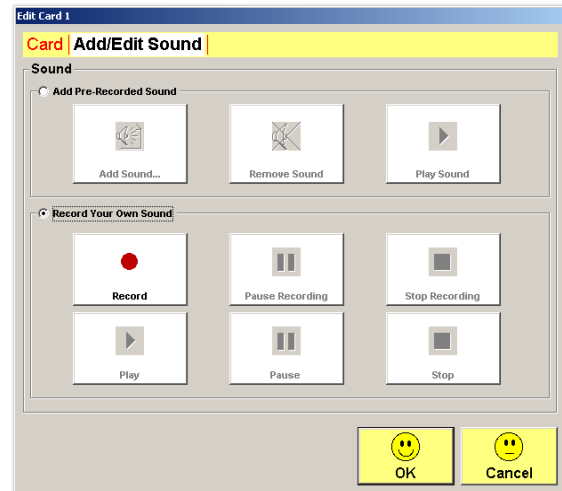 Edit Card 1
Card | Add/Edit Sound |
Sound
Add Pre-Recorded Sound
Add Sound... Remove Sound Play Sound
Record Your Own Sound
Record Pause Recording Stop Recording
Play Pause Stop
OK Cancel